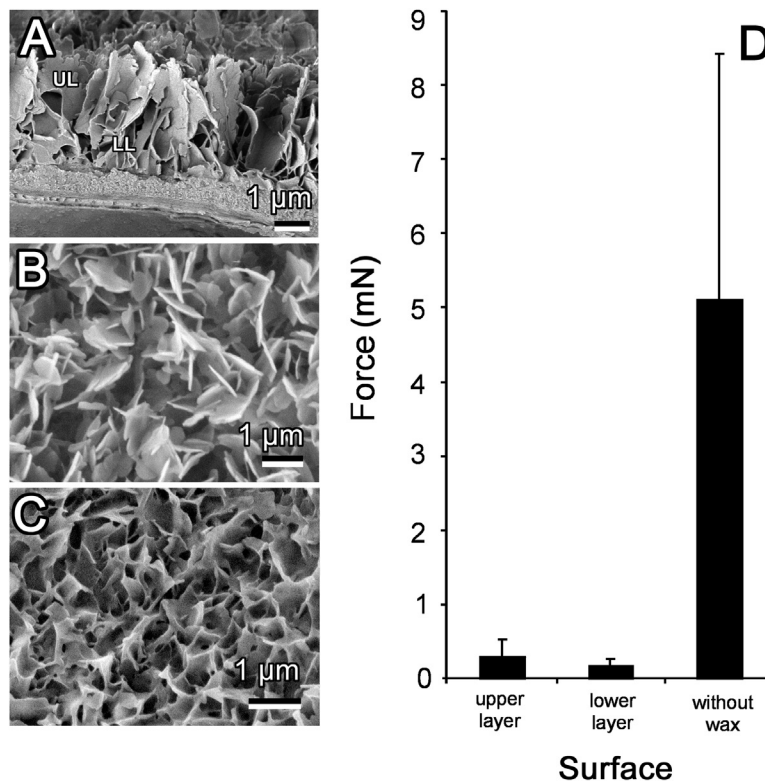 A
UL
LL
1 µm
B
1 µm
C
1 µm
D
Force (mN)
9
8
7
6
5
4
3
2
1
0
upper
layer
lower
layer
without
wax
Surface